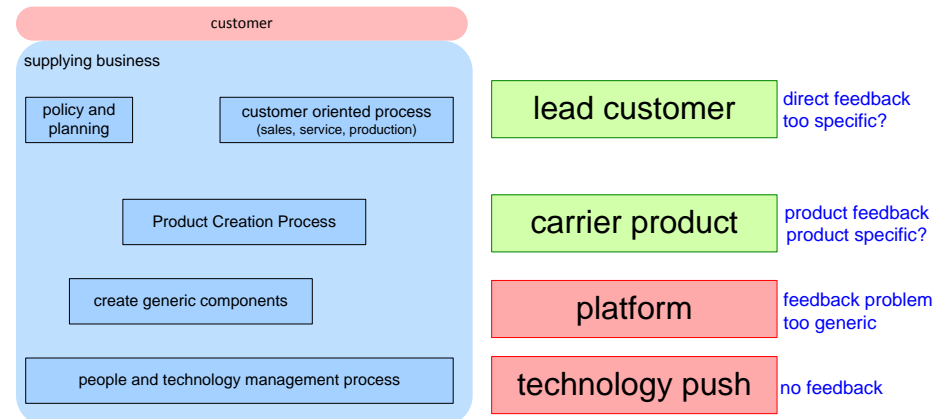 customer
supplying business
policy and
planning
customer oriented process
(sales, service, production)
lead customer
direct feedback
too specific?
Product Creation Process
carrier product
product feedback
product specific?
create generic components
platform
feedback problem
too generic
people and technology management process
technology push
no feedback